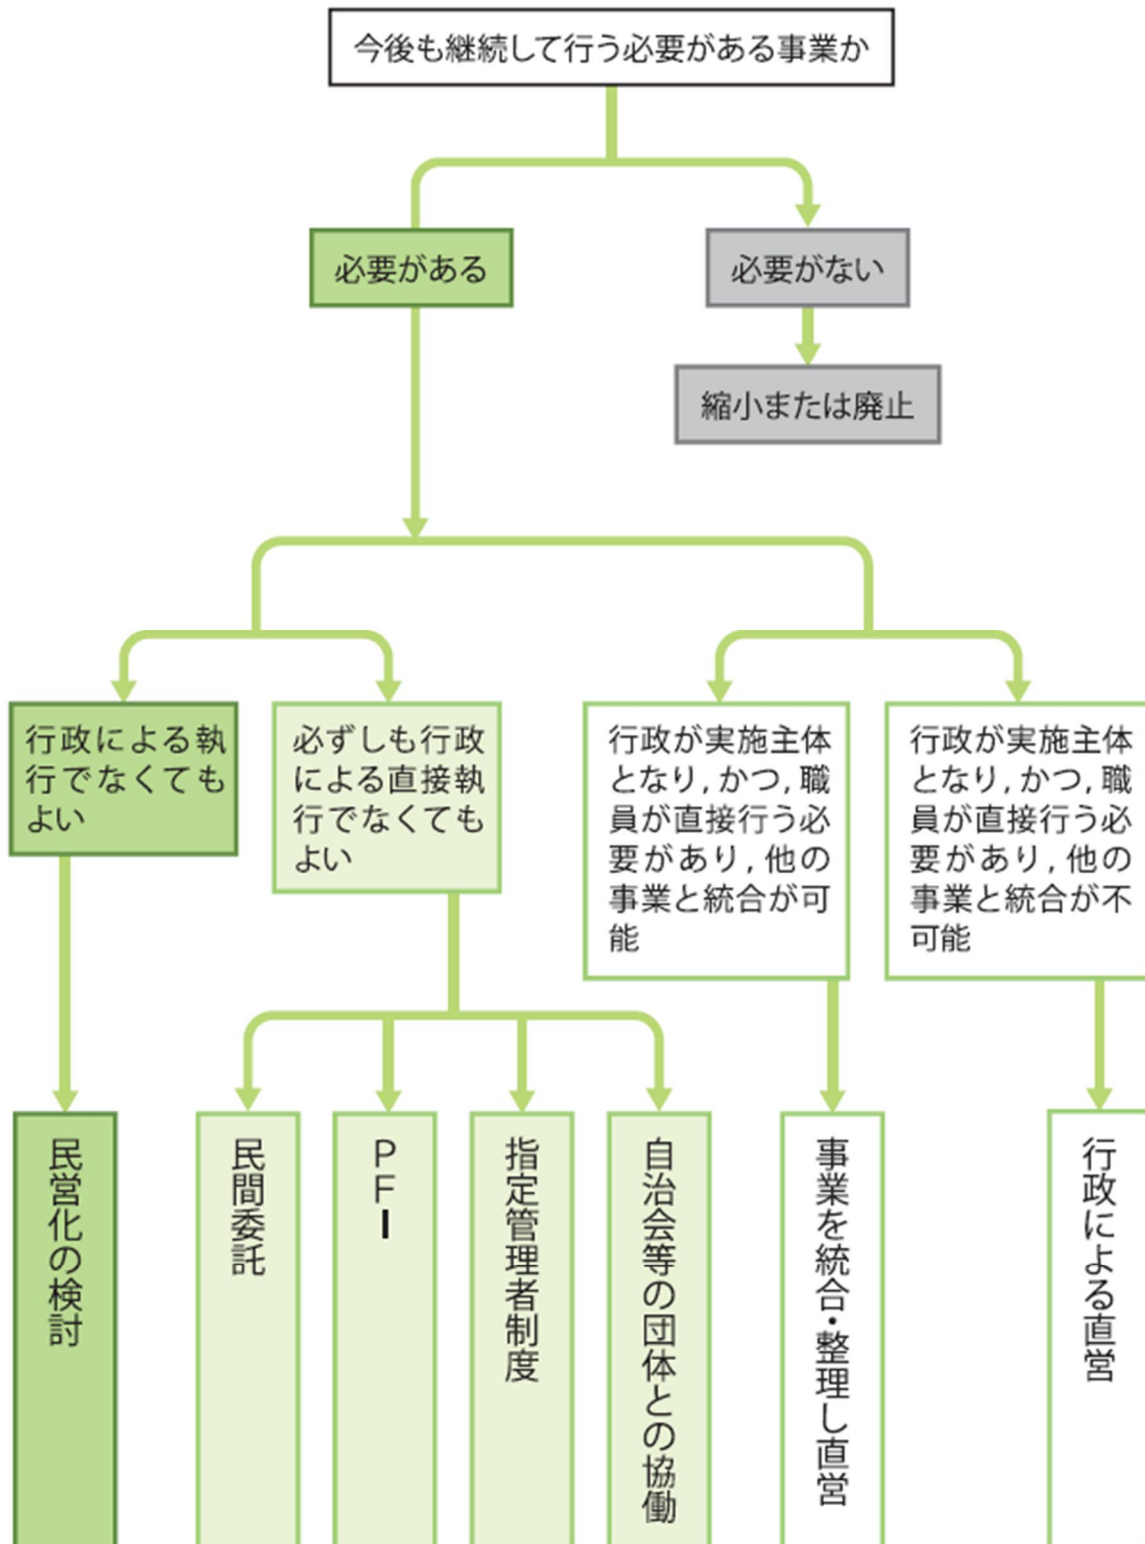 今後も継続して行う必要がある事業か
必要がある
必要がない
縮小または廃止
行政による執
行でなくても
よい
必ずしも行政
による直接執
行でなくても
よい
行政が実施主体
となり,かつ,職
員が直接行う必
要があり,他の
事業と統合が可
能
行政が実施主体
となり,かつ,職
員が直接行う必
要があり,他の
事業と統合が不
可能
民営化の検討
民間委託
PFI
指定管理者制度
自治会等の団体との協働
事業を統合・整理し直営
行政による直営